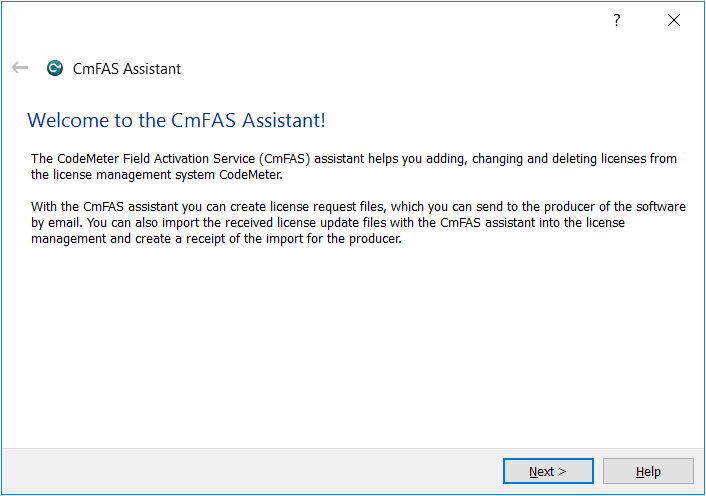 ?
CmFAS Assistant
Welcome to the CmFAS Assistant!
The CodeMeter Field Activation Service (CmFAS) assistant helps you adding, changing and deleting licenses from
the license management system CodeMeter.
With the CmFAS assistant you can create license request files, which you can send to the producer of the software
by email. You can also import the received license update files with the CmFAS assistant into the license
management and create a receipt of the import for the producer.
Next > Help